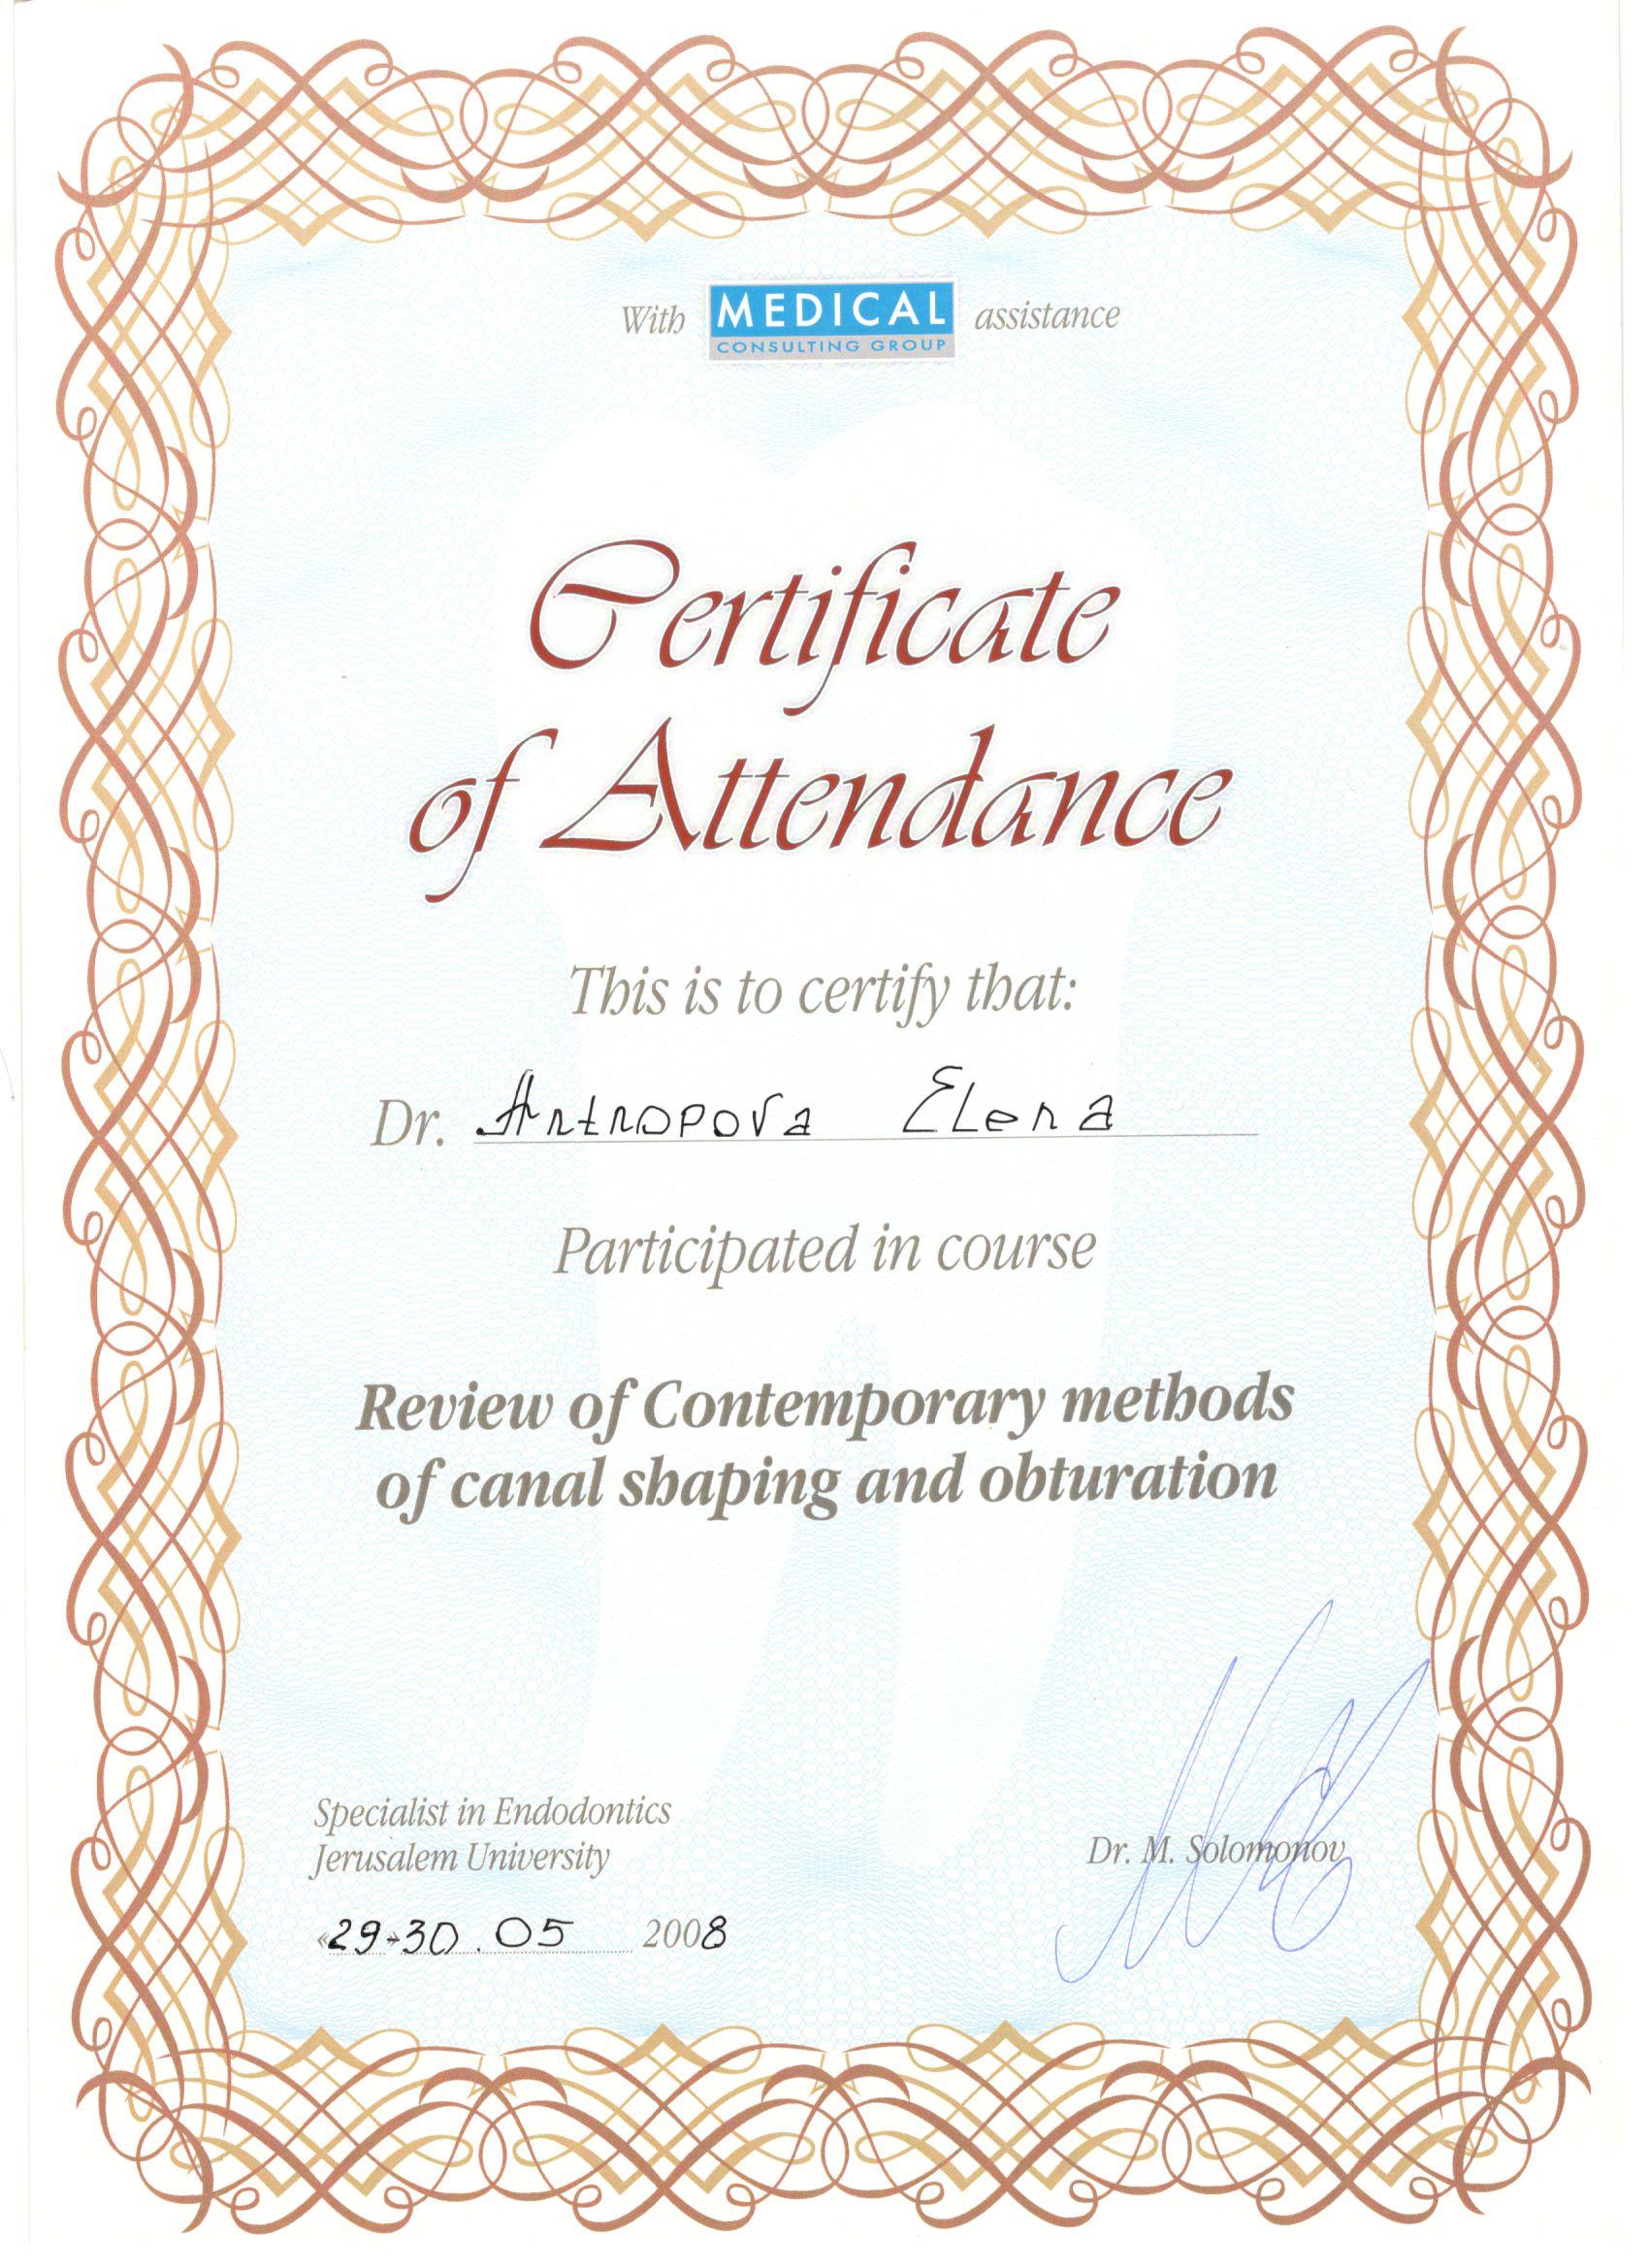 With MEDICAL assistance
CONSULTING GROUP
Certificate
of Attendance
This is to certify that:
Dr. Antropova Elena
Participated in course
Review of Contemporary methods
of canal shaping and obturation
Specialist in Endodontics
Jerusalem University
Dr. M. Solomonov
«29-30. 05 2008